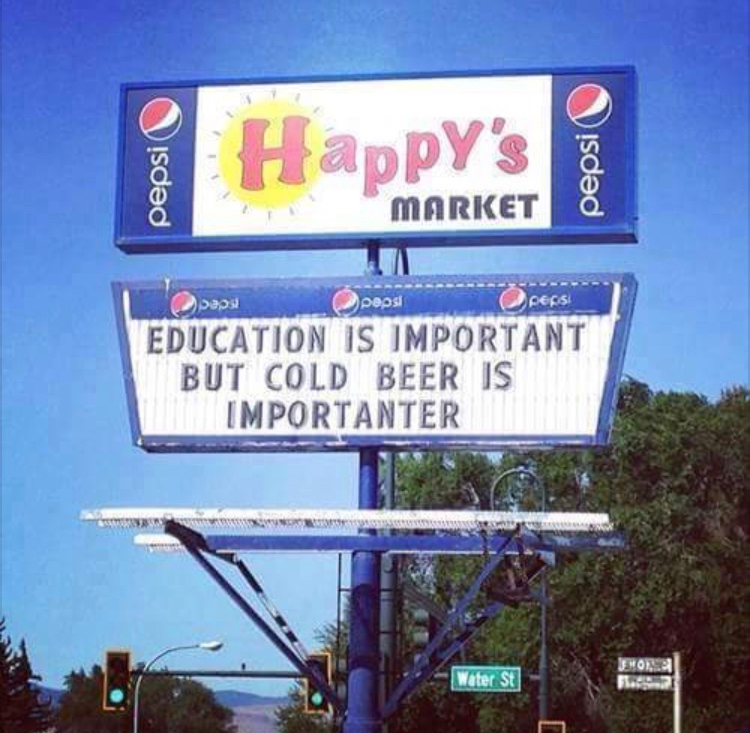 pepsi
Happy's
MARKET
pepsi
pepsi pepsi pepsi
EDUCATION IS IMPORTANT
BUT COLD BEER IS
IMPORTANTER
Water St